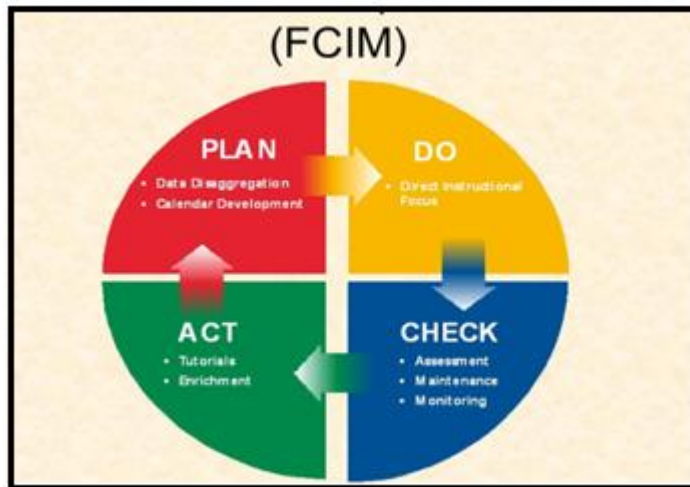 (FCIM)
PLAN
• Data Disaggregation
• Calendar Development
DO
• Direct Instructional
Focus
ACT
• Tutorials
• Enrichment
CHECK
• Assessment
• Maintenance
• Monitoring